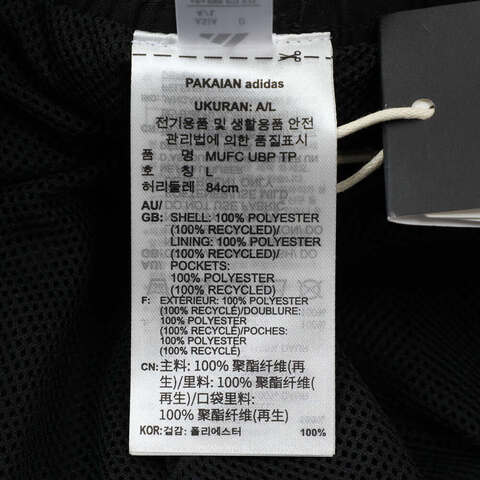 PAKAIAN adidas
UKURAN: A/L
전기용품 및 생활용품 안전
관리법에 의한 품질표시
품 명 MUFC UBP TP
호 칭 L
허리둘레 84cm
AU/
GB: SHELL: 100% POLYESTER
(100% RECYCLED)/
LINING: 100% POLYESTER
(100% RECYCLED)/
POCKETS:
100% POLYESTER
(100% RECYCLED)
F: EXTÉRIEUR: 100% POLYESTER
(100% RECYCLÉ)/DOUBLURE:
100% POLYESTER
(100% RECYCLÉ)/POCHES:
100% POLYESTER
(100% RECYCLÉ)
CN: 主料: 100% 聚酯纤维(再
生)/里料: 100% 聚酯纤维
(再生)/口袋里料:
100% 聚酯纤维(再生)
KOR: 겉감: 폴리에스터 100%